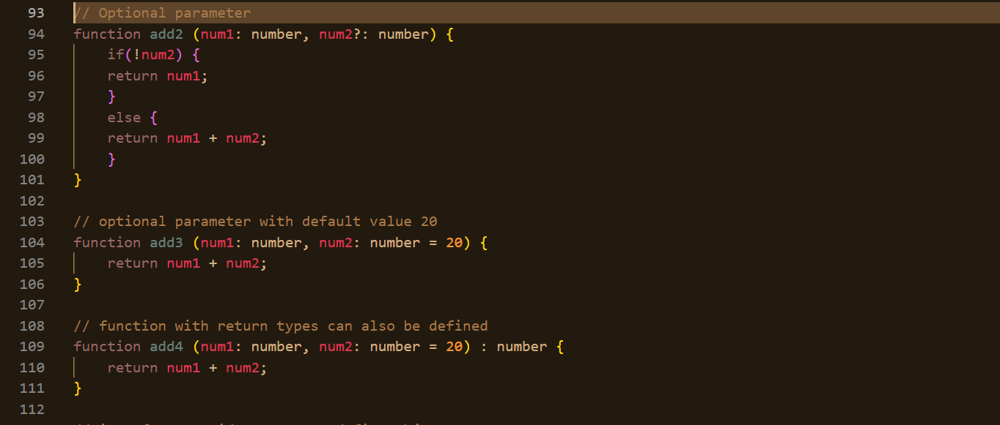 93 // Optional parameter
94 function add2 (num1: number, num2?: number) {
95     if(!num2) {
96     return num1;
97     }
98     else {
99     return num1 + num2;
100     }
101 }
102
103 // optional parameter with default value 20
104 function add3 (num1: number, num2: number = 20) {
105     return num1 + num2;
106 }
107
108 // function with return types can also be defined
109 function add4 (num1: number, num2: number = 20) : number {
110     return num1 + num2;
111 }
112